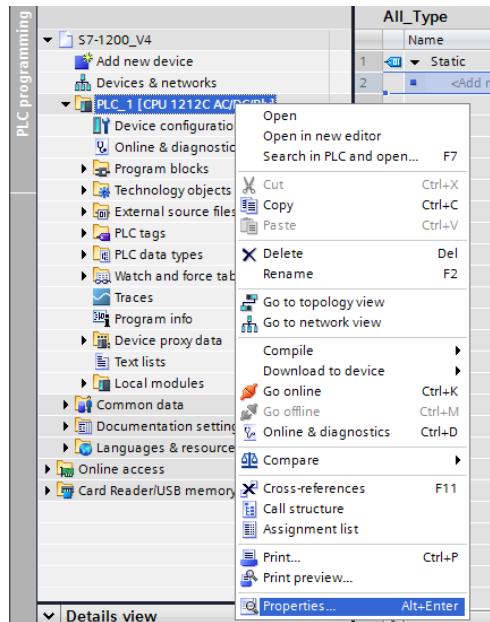 PLC programming
S7-1200_V4
Add new device
Devices & networks
PLC_1 [CPU 1212C AC/DC/Rly]
Device configuratio
Online & diagnostic
Program blocks
Technology objects
External source files
PLC tags
PLC data types
Watch and force tab
Traces
Program info
Device proxy data
Text lists
Local modules
Common data
Documentation setting
Languages & resource
Online access
Card Reader/USB memory
Details view
All_Type
Name
1 Static
2 <Add n
Open
Open in new editor
Search in PLC and open... F7
Cut Ctrl+X
Copy Ctrl+C
Paste Ctrl+V
Delete Del
Rename F2
Go to topology view
Go to network view
Compile
Download to device
Go online Ctrl+K
Go offline Ctrl+M
Online & diagnostics Ctrl+D
Compare
Cross-references F11
Call structure
Assignment list
Print... Ctrl+P
Print preview...
Properties... Alt+Enter